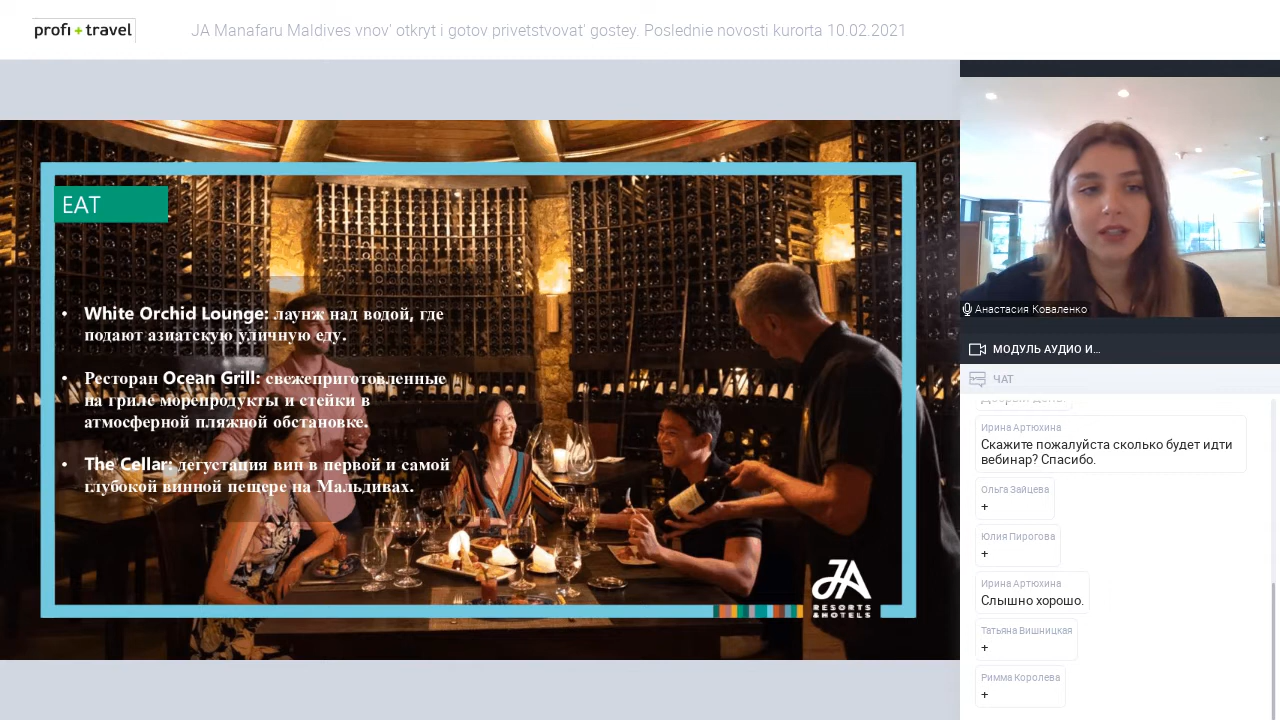 profi + travel
JA Manafaru Maldives vnov' otkryt i gotov privetstvovat' gostey. Poslednie novosti kurorta 10.02.2021
EAT
• White Orchid Lounge: лаунж над водой, где
подают азиатскую уличную еду.
• Ресторан Ocean Grill: свежеприготовленные
на гриле морепродукты и стейки в
атмосферной пляжной обстановке.
• The Cellar: дегустация вин в первой и самой
глубокой винной пещере на Мальдивах.
JA
RESORTS
&HOTELS
Анастасия Коваленко
МОДУЛЬ АУДИО И...
ЧАТ
Добрый день!
Ирина Артюхина
Скажите пожалуйста сколько будет идти
вебинар? Спасибо.
Ольга Зайцева
+
Юлия Пирогова
+
Ирина Артюхина
Слышно хорошо.
Татьяна Вишницкая
+
Римма Королева
+